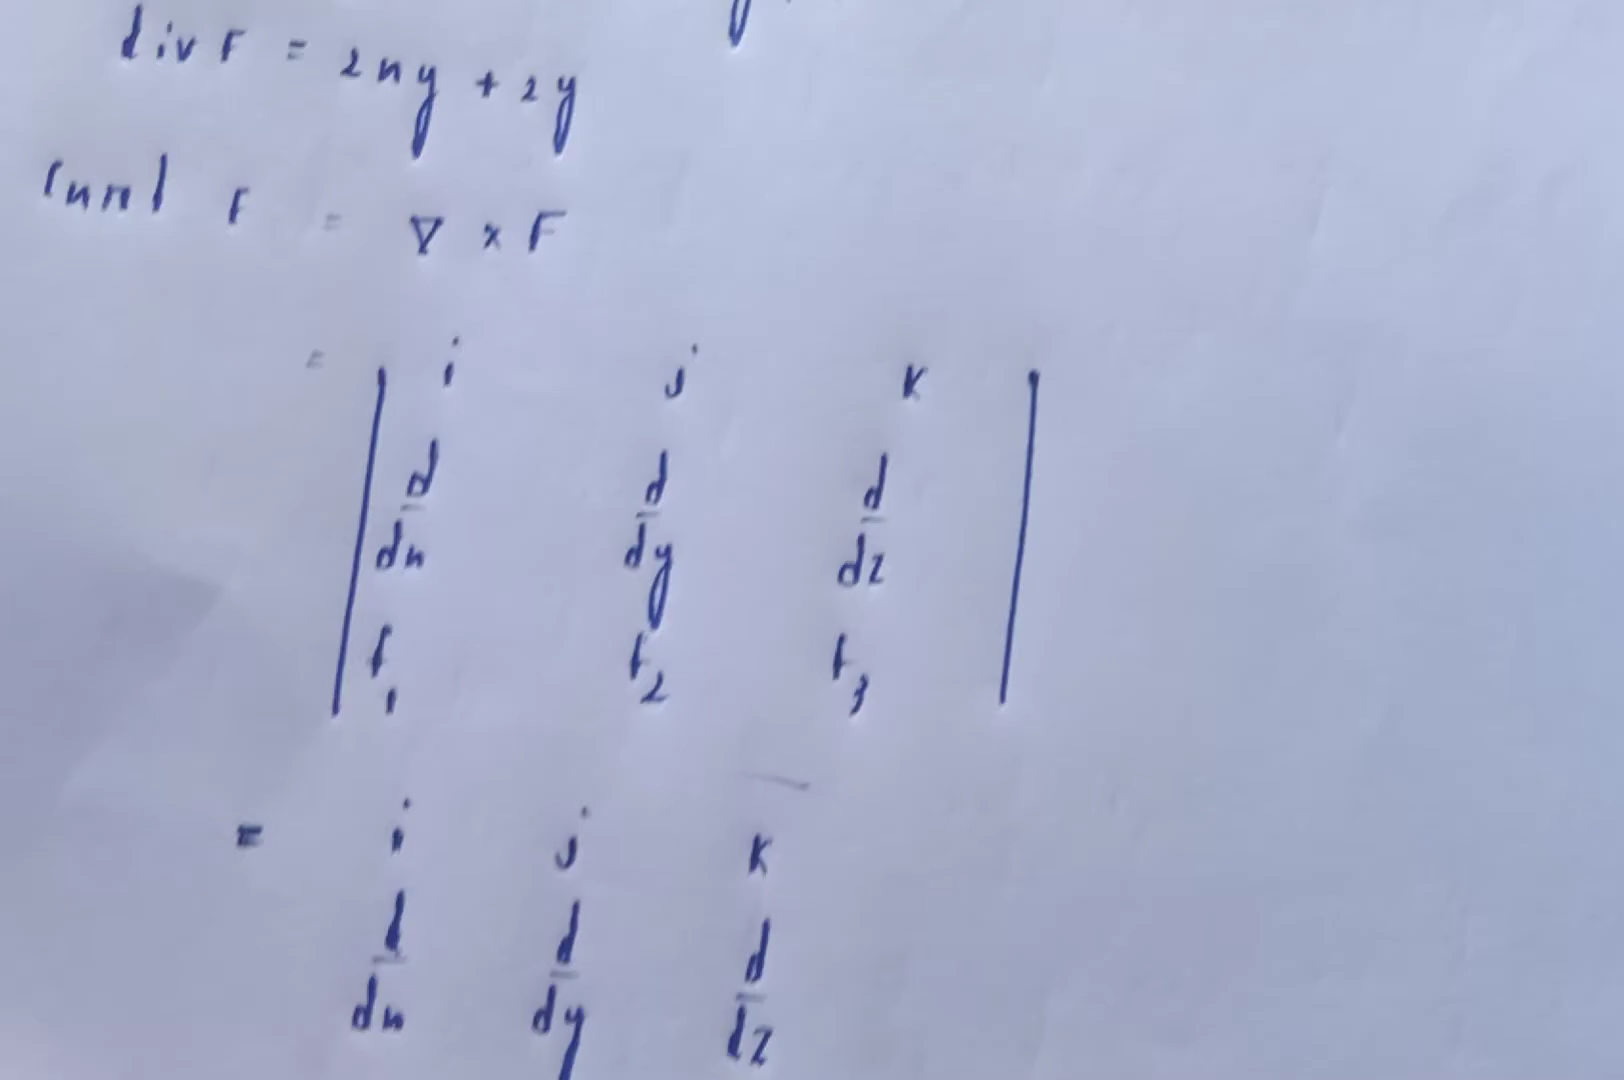 div F = 2xy + 2y
Curl F = ∇ × F
= | i j k |
| d/dx d/dy d/dz |
| f₁ f₂ f₃ |
= i j k
d/dx d/dy d/dz